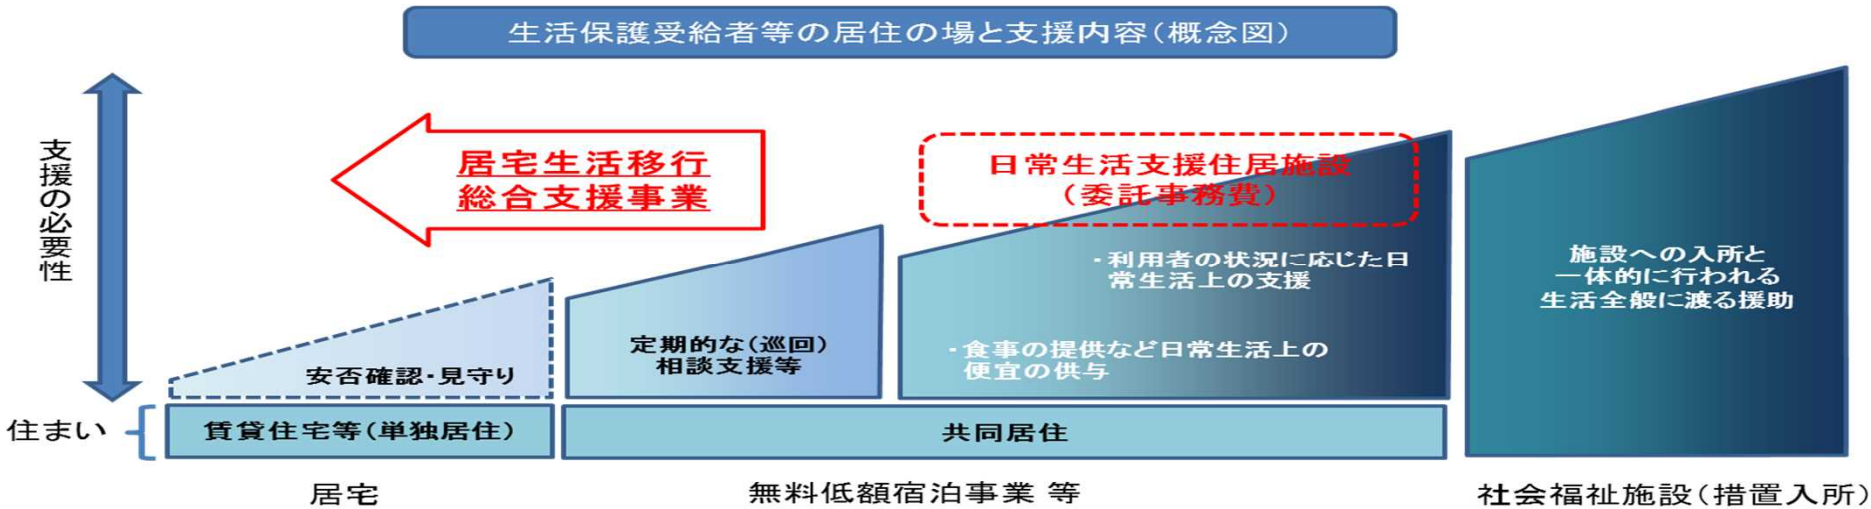 生活保護受給者等の居住の場と支援内容(概念図)
支援の必要性
居宅生活移行
総合支援事業
日常生活支援住居施設
(委託事務費)
・利用者の状況に応じた日
常生活上の支援
・食事の提供など日常生活上の
便宜の供与
施設への入所と
一体的に行われる
生活全般に渡る援助
定期的な(巡回)
相談支援等
安否確認・見守り
住まい
賃貸住宅等(単独居住)
共同居住
居宅
無料低額宿泊事業 等
社会福祉施設(措置入所)